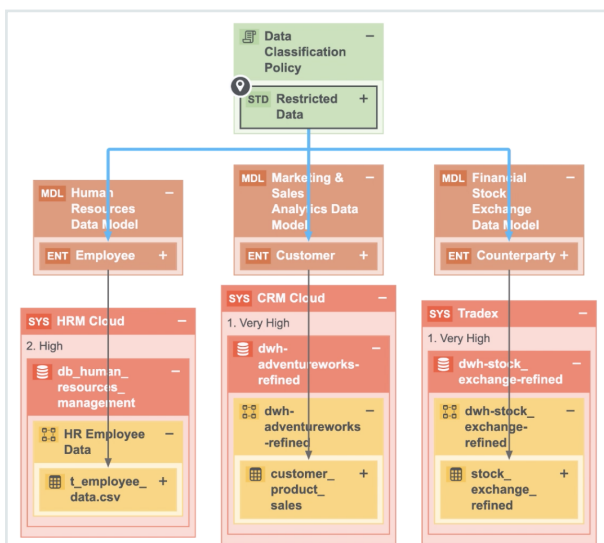 Data
Classification
Policy
−
STD Restricted
Data
+
MDL Human
Resources
Data Model
−
ENT Employee +
MDL Marketing &
Sales
Analytics Data
Model
−
ENT Customer +
MDL Financial
Stock
Exchange
Data Model
−
ENT Counterparty +
SYS HRM Cloud −
2. High
db_human_
resources_
management
−
HR Employee
Data
−
t_employee_
data.csv
+
SYS CRM Cloud −
1. Very High
dwh-
adventureworks-
refined
−
dwh-
adventureworks
-refined
−
customer_
product_
sales
+
SYS Tradex −
1. Very High
dwh-stock_
exchange-refined
−
dwh-stock_
exchange-
refined
−
stock_
exchange_
refined
+